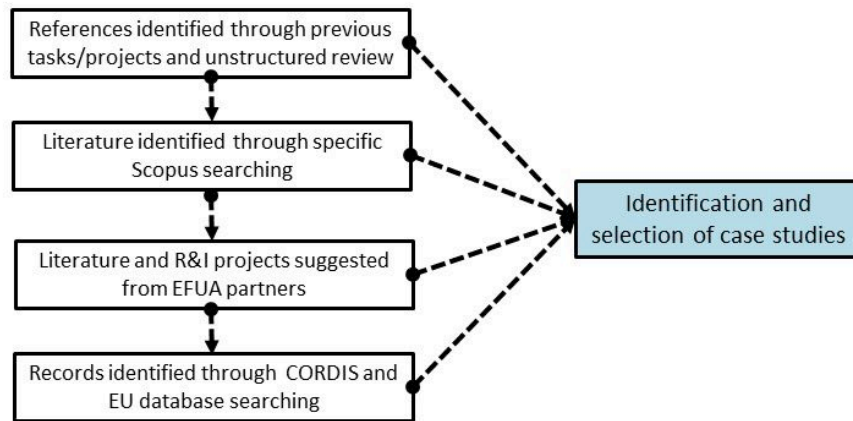 References identified through previous
tasks/projects and unstructured review
Literature identified through specific
Scopus searching
Identification and
selection of case studies
Literature and R&I projects suggested
from EFUA partners
Records identified through CORDIS and
EU database searching